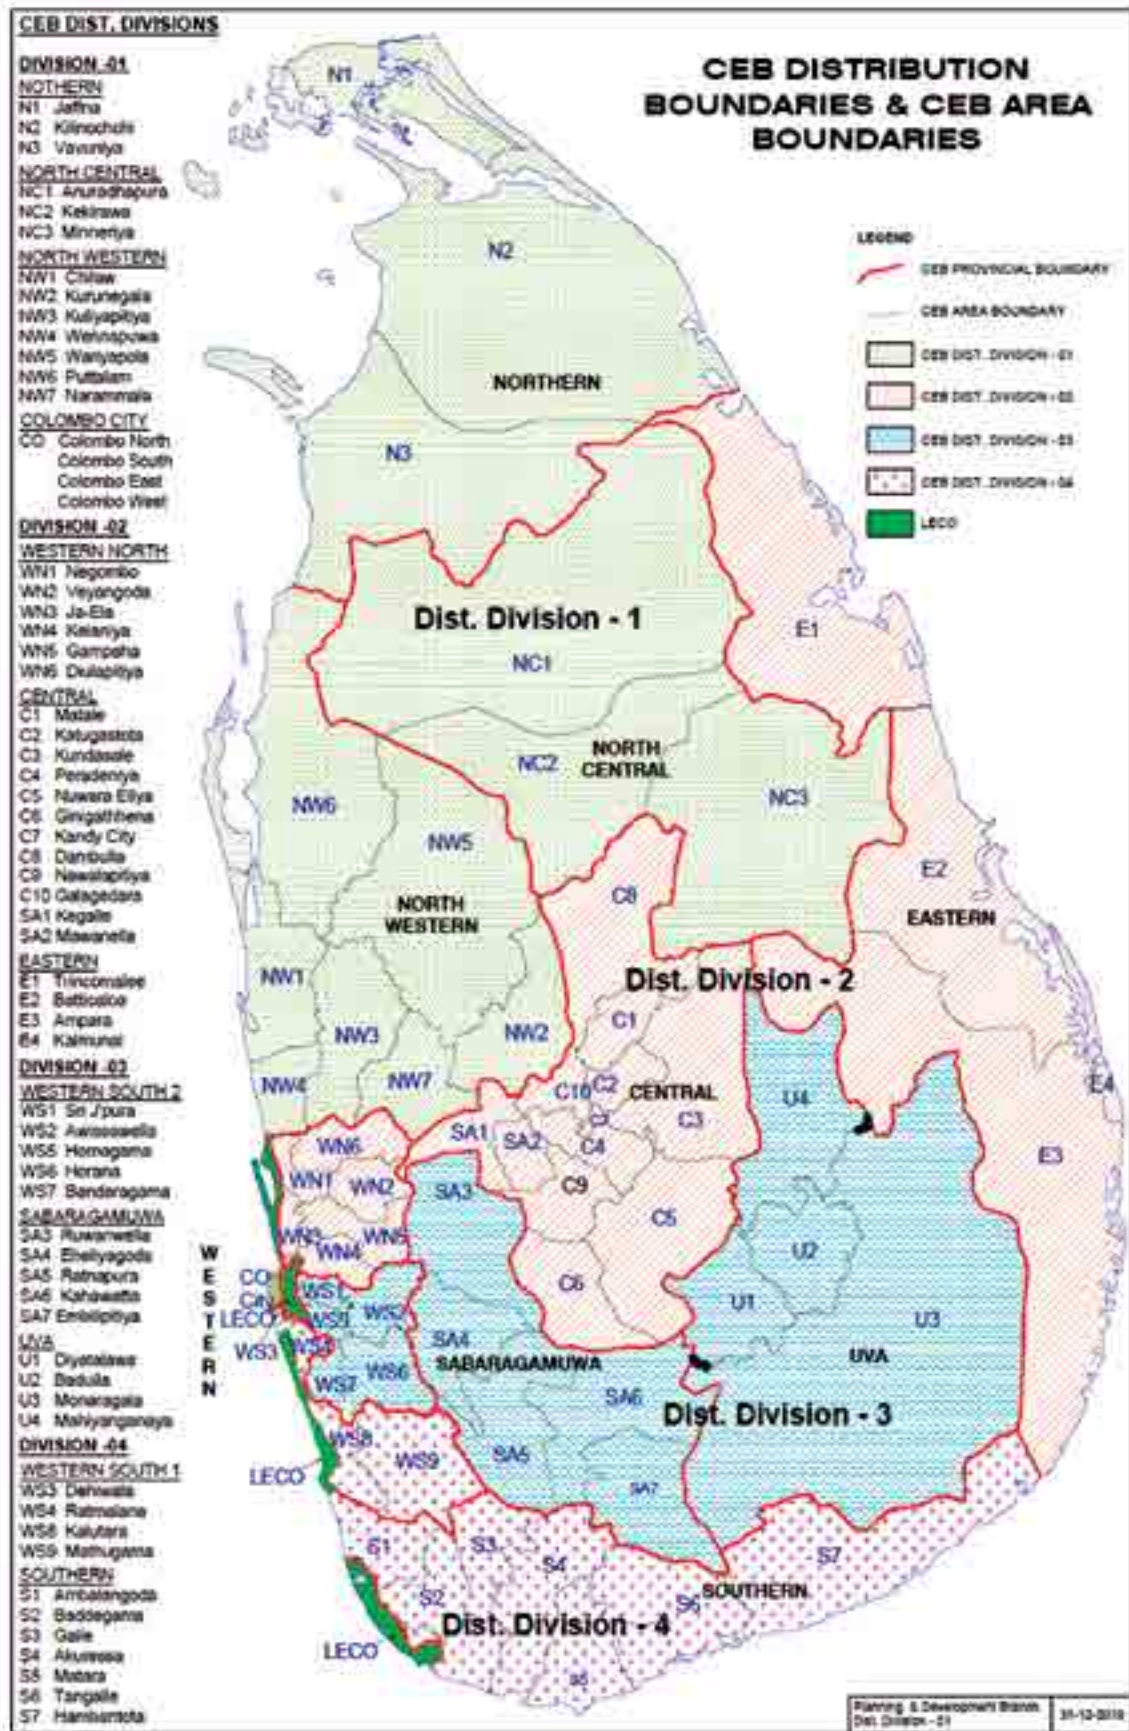 CEB DIST. DIVISIONS
DIVISION -01
NOTHERN
N1 Jaffna
N2 Kilinochchi
N3 Vavuniya
NORTH CENTRAL
NC1 Anuradhapura
NC2 Kekirawa
NC3 Minneriya
NORTH WESTERN
NW1 Chilaw
NW2 Kurunegala
NW3 Kuliyapitiya
NW4 Wennapuwa
NW5 Wariyapola
NW6 Puttalam
NW7 Narammala
COLOMBO CITY
CO Colombo North
Colombo South
Colombo East
Colombo West
DIVISION -02
WESTERN NORTH
WN1 Negombo
WN2 Veyangoda
WN3 Ja-Ela
WN4 Kelaniya
WN5 Gampaha
WN6 Divulapitiya
CENTRAL
C1 Matale
C2 Katugastota
C3 Kundasale
C4 Peradeniya
C5 Nuwara Eliya
C6 Ginigathhena
C7 Kandy City
C8 Dambulla
C9 Nawalapitiya
C10 Galagedara
SA1 Kegalle
SA2 Mawanella
EASTERN
E1 Trincomalee
E2 Batticaloa
E3 Ampara
E4 Kalmunai
DIVISION -03
WESTERN SOUTH 2
WS1 Sri J'pura
WS2 Awissawella
WS5 Homagama
WS6 Horana
WS7 Bandaragama
SABARAGAMUWA
SA3 Ruwanwella
SA4 Eheliyagoda
SA5 Ratnapura
SA6 Kahawatta
SA7 Embilipitiya
UVA
U1 Diyatalawa
U2 Badulla
U3 Monaragala
U4 Mahiyanganaya
DIVISION -04
WESTERN SOUTH 1
WS3 Dehiwala
WS4 Ratmalana
WS8 Kalutara
WS9 Mathugama
SOUTHERN
S1 Ambalangoda
S2 Baddegama
S3 Galle
S4 Akuressa
S5 Matara
S6 Tangalle
S7 Hambantota
CEB DISTRIBUTION
BOUNDARIES & CEB AREA
BOUNDARIES
LEGEND
CEB PROVINCIAL BOUNDARY
CEB AREA BOUNDARY
CEB DIST. DIVISION - 01
CEB DIST. DIVISION - 02
CEB DIST. DIVISION - 03
CEB DIST. DIVISION - 04
LECO
N1
N2
NORTHERN
N3
Dist. Division - 1
E1
NC1
NORTH
CENTRAL
NC2
NC3
NW6
NW5
E2
C8
NORTH
WESTERN
EASTERN
NW1
Dist. Division - 2
C1
NW3
NW2
NW4
NW7
C10
C2
CENTRAL
U4
E4
SA1
SA2
C4
C3
WN6
E3
WN1
WN2
SA3
C9
WN3
WN4
WN5
C5
U2
WESTERN
CO
City
LECO
WS1
WS2
WS5
C6
U1
U3
WS3
WS4
SA4
SABARAGAMUWA
UVA
WS7
WS6
SA6
Dist. Division - 3
WS8
WS9
SA5
SA7
LECO
S1
S3
S4
S7
S2
S6
SOUTHERN
Dist. Division - 4
LECO
S5
Planning & Development Branch
Dist. Division - 01